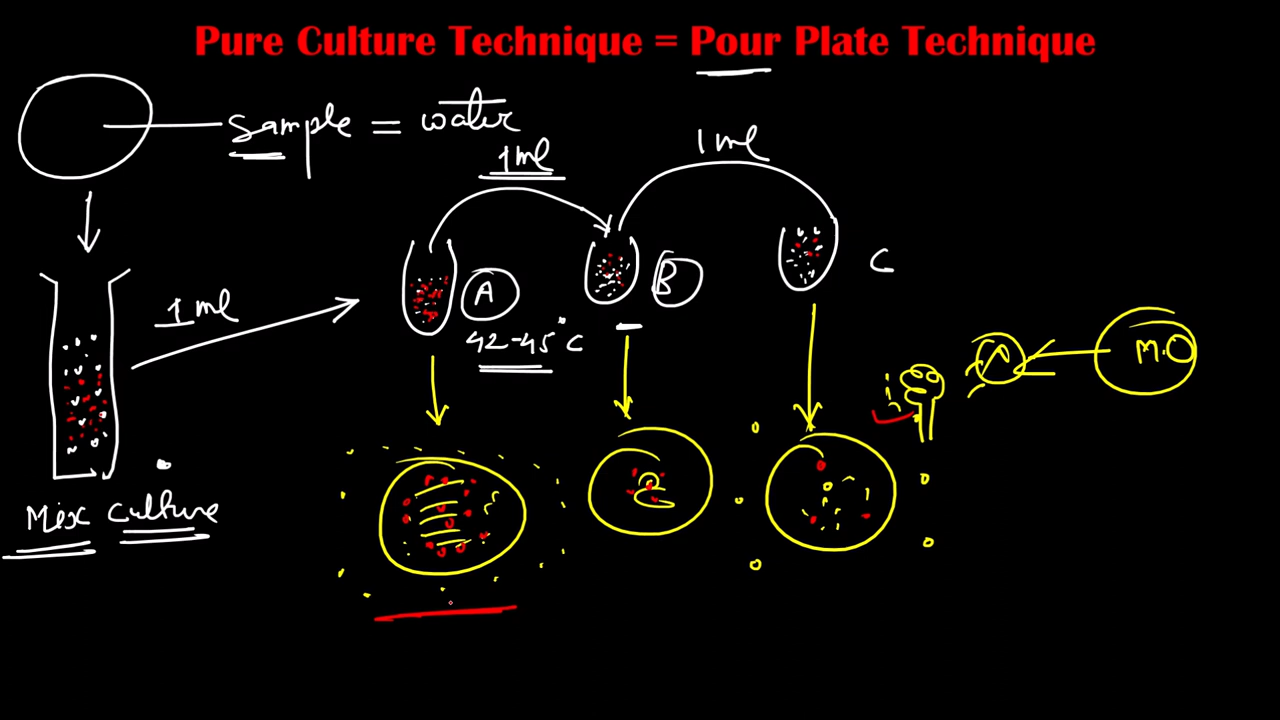 Pure Culture Technique = Pour Plate Technique
sample = water
1ml
1ml
1ml
A
B
C
42-45°C
M.O
Mix culture